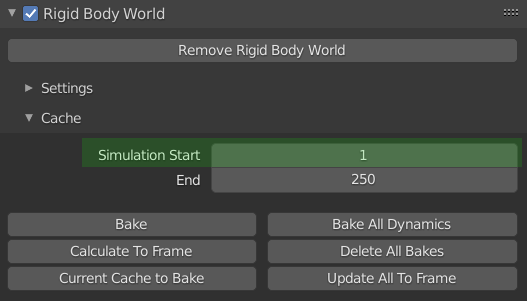 Rigid Body World
Remove Rigid Body World
Settings
Cache
Simulation Start 1
End 250
Bake Bake All Dynamics
Calculate To Frame Delete All Bakes
Current Cache to Bake Update All To Frame